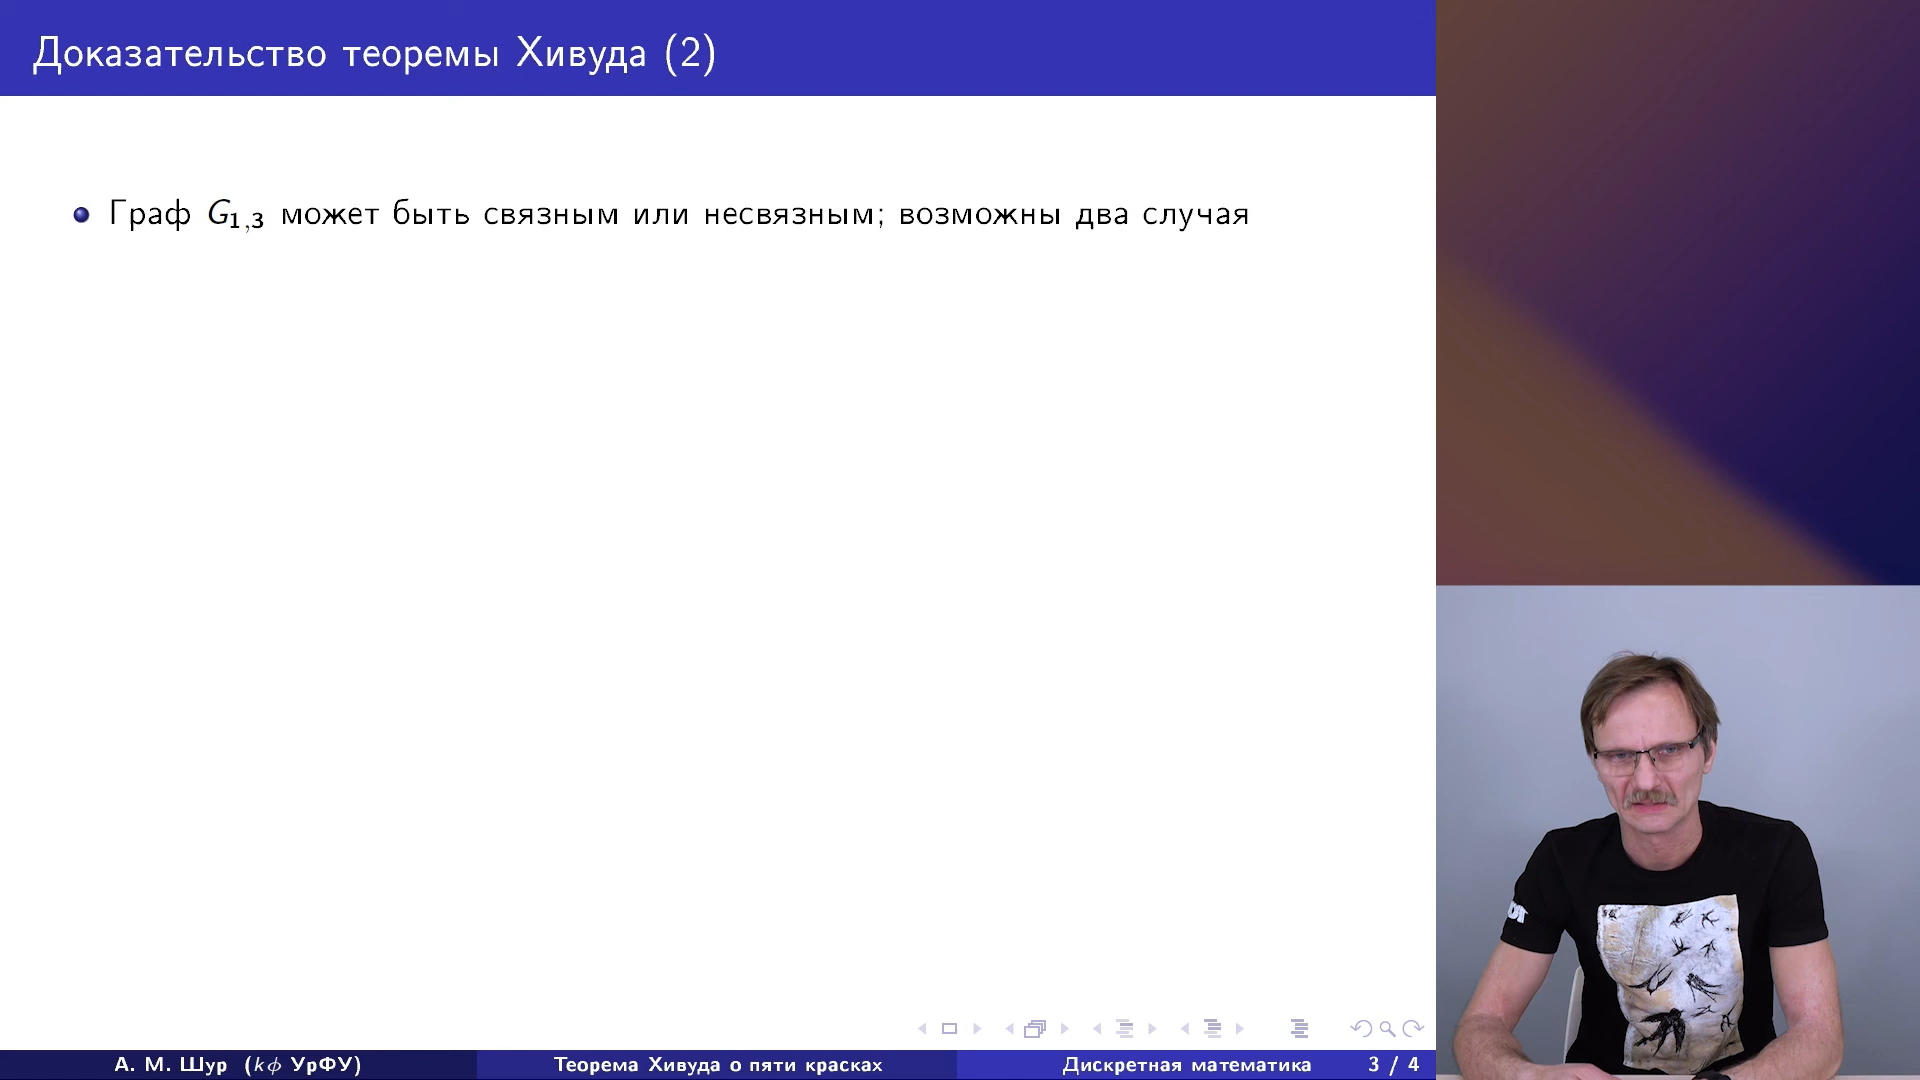 Доказательство теоремы Хивуда (2)
Граф G₁,₃ может быть связным или несвязным; возможны два случая
А. М. Шур (kф УрФУ) Теорема Хивуда о пяти красках Дискретная математика 3 / 4